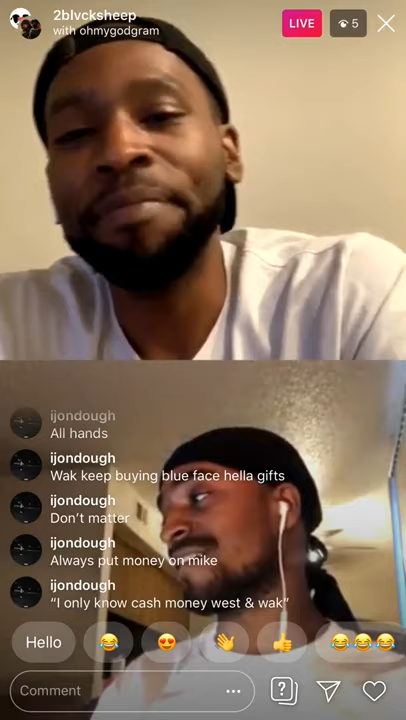 2blvcksheep
with ohmygodgram
LIVE
5
ijondough
All hands
ijondough
Wak keep buying blue face hella gifts
ijondough
Don't matter
ijondough
Always put money on mike
ijondough
“I only know cash money west & wak”
Hello
😂
😍
👋
👍
😂😂😂
Comment
...
?